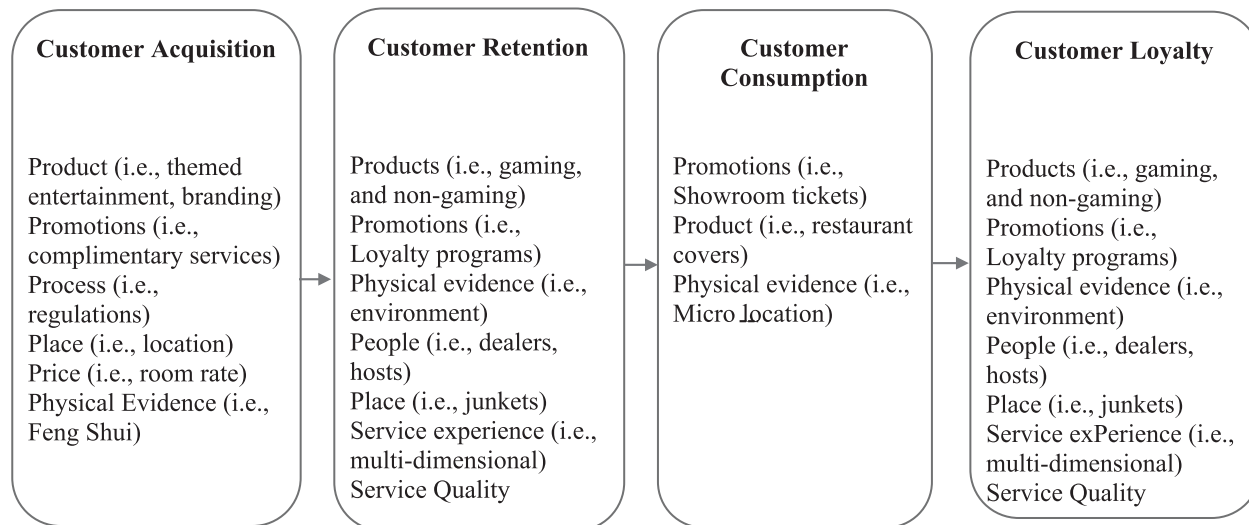 Customer Acquisition
Product (i.e., themed
entertainment, branding)
Promotions (i.e.,
complimentary services)
Process (i.e.,
regulations)
Place (i.e., location)
Price (i.e., room rate)
Physical Evidence (i.e.,
Feng Shui)
Customer Retention
Products (i.e., gaming,
and non-gaming)
Promotions (i.e.,
Loyalty programs)
Physical evidence (i.e.,
environment)
People (i.e., dealers,
hosts)
Place (i.e., junkets)
Service experience (i.e.,
multi-dimensional)
Service Quality
Customer
Consumption
Promotions (i.e.,
Showroom tickets)
Product (i.e., restaurant
covers)
Physical evidence (i.e.,
Micro Location)
Customer Loyalty
Products (i.e., gaming,
and non-gaming)
Promotions (i.e.,
Loyalty programs)
Physical evidence (i.e.,
environment)
People (i.e., dealers,
hosts)
Place (i.e., junkets)
Service exPerience (i.e.,
multi-dimensional)
Service Quality